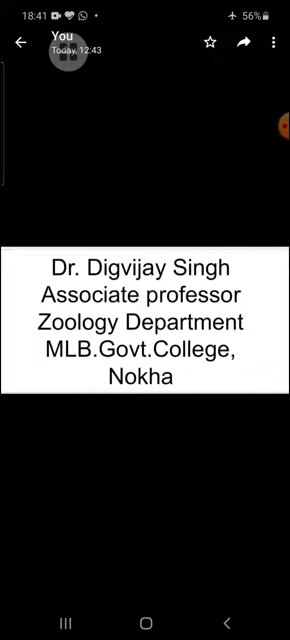 18:41 56%
You
Today, 12:43
Dr. Digvijay Singh
Associate professor
Zoology Department
MLB.Govt.College,
Nokha